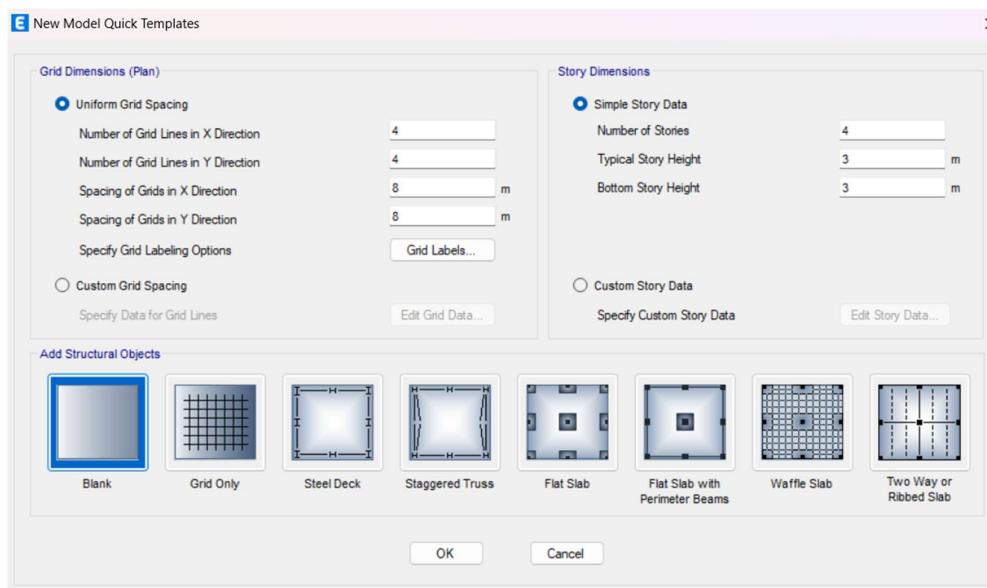 E New Model Quick Templates
Grid Dimensions (Plan)
Uniform Grid Spacing
Number of Grid Lines in X Direction 4
Number of Grid Lines in Y Direction 4
Spacing of Grids in X Direction 8 m
Spacing of Grids in Y Direction 8 m
Specify Grid Labeling Options Grid Labels...
Custom Grid Spacing
Specify Data for Grid Lines Edit Grid Data...
Story Dimensions
Simple Story Data
Number of Stories 4
Typical Story Height 3 m
Bottom Story Height 3 m
Custom Story Data
Specify Custom Story Data Edit Story Data...
Add Structural Objects
Blank
Grid Only
Steel Deck
Staggered Truss
Flat Slab
Flat Slab with
Perimeter Beams
Waffle Slab
Two Way or
Ribbed Slab
OK Cancel